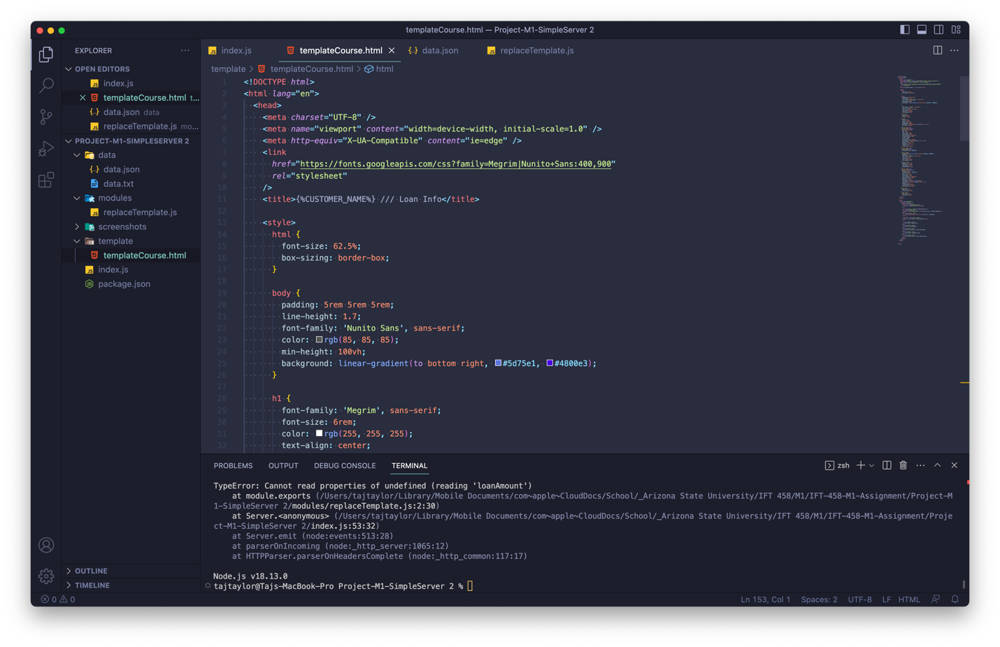 templateCourse.html — Project-M1-SimpleServer 2
EXPLORER
OPEN EDITORS
index.js
templateCourse.html t...
data.json data
replaceTemplate.js mo...
PROJECT-M1-SIMPLESERVER 2
data
data.json
data.txt
modules
replaceTemplate.js
screenshots
template
templateCourse.html
index.js
package.json
OUTLINE
TIMELINE
index.js templateCourse.html data.json replaceTemplate.js
template > templateCourse.html > html
1 <!DOCTYPE html>
2 <html lang="en">
3 <head>
4 <meta charset="UTF-8" />
5 <meta name="viewport" content="width=device-width, initial-scale=1.0" />
6 <meta http-equiv="X-UA-Compatible" content="ie=edge" />
7 <link
8 href="https://fonts.googleapis.com/css?family=Megrim|Nunito+Sans:400,900"
9 rel="stylesheet"
10 />
11 <title>{%CUSTOMER_NAME%} /// Loan Info</title>
12
13 <style>
14 html {
15 font-size: 62.5%;
16 box-sizing: border-box;
17 }
18
19 body {
20 padding: 5rem 5rem 5rem;
21 line-height: 1.7;
22 font-family: 'Nunito Sans', sans-serif;
23 color: rgb(85, 85, 85);
24 min-height: 100vh;
25 background: linear-gradient(to bottom right, #5d75e1, #4800e3);
26 }
27
28 h1 {
29 font-family: 'Megrim', sans-serif;
30 font-size: 6rem;
31 color: rgb(255, 255, 255);
32 text-align: center;
PROBLEMS OUTPUT DEBUG CONSOLE TERMINAL zsh
TypeError: Cannot read properties of undefined (reading 'loanAmount')
at module.exports (/Users/tajtaylor/Library/Mobile Documents/com~apple~CloudDocs/School/_Arizona State University/IFT 458/M1/IFT-458-M1-Assignment/Project-M
1-SimpleServer 2/modules/replaceTemplate.js:2:30)
at Server.<anonymous> (/Users/tajtaylor/Library/Mobile Documents/com~apple~CloudDocs/School/_Arizona State University/IFT 458/M1/IFT-458-M1-Assignment/Proje
ct-M1-SimpleServer 2/index.js:53:32)
at Server.emit (node:events:513:28)
at parserOnIncoming (node:_http_server:1065:12)
at HTTPParser.parserOnHeadersComplete (node:_http_common:117:17)
Node.js v18.13.0
tajtaylor@Tajs-MacBook-Pro Project-M1-SimpleServer 2 %
0 0 Ln 153, Col 1 Spaces: 2 UTF-8 LF HTML